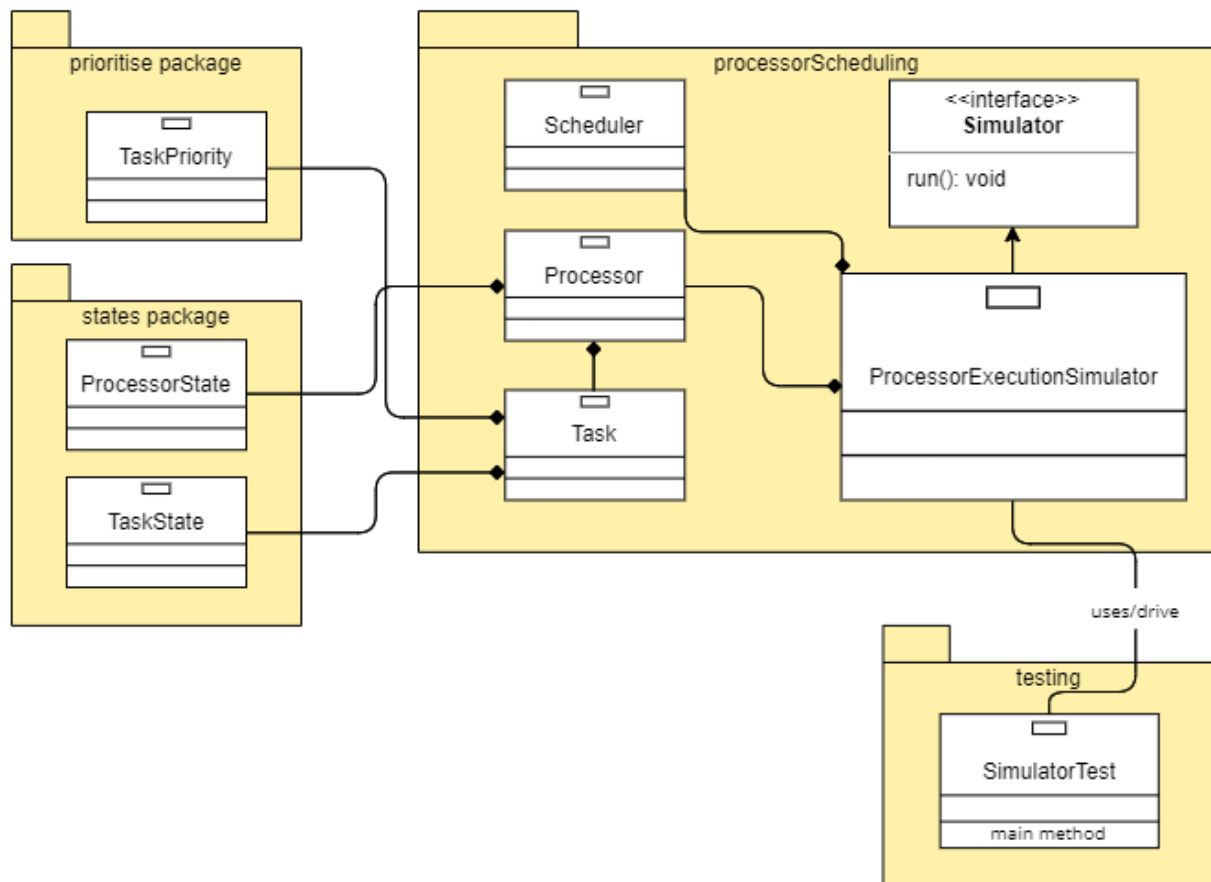 prioritise package
TaskPriority
states package
ProcessorState
TaskState
processorScheduling
Scheduler
Processor
Task
<<interface>>
Simulator
run(): void
ProcessorExecutionSimulator
uses/drive
testing
SimulatorTest
main method